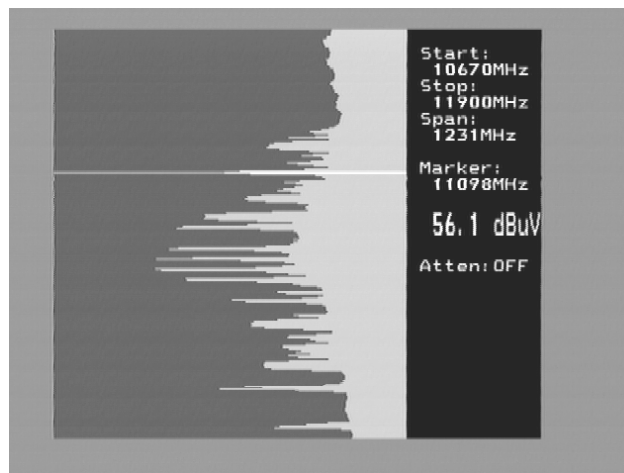 Start:
10670MHz
Stop:
11900MHz
Span:
1231MHz
Marker:
11098MHz
56.1 dBuV
Atten:OFF